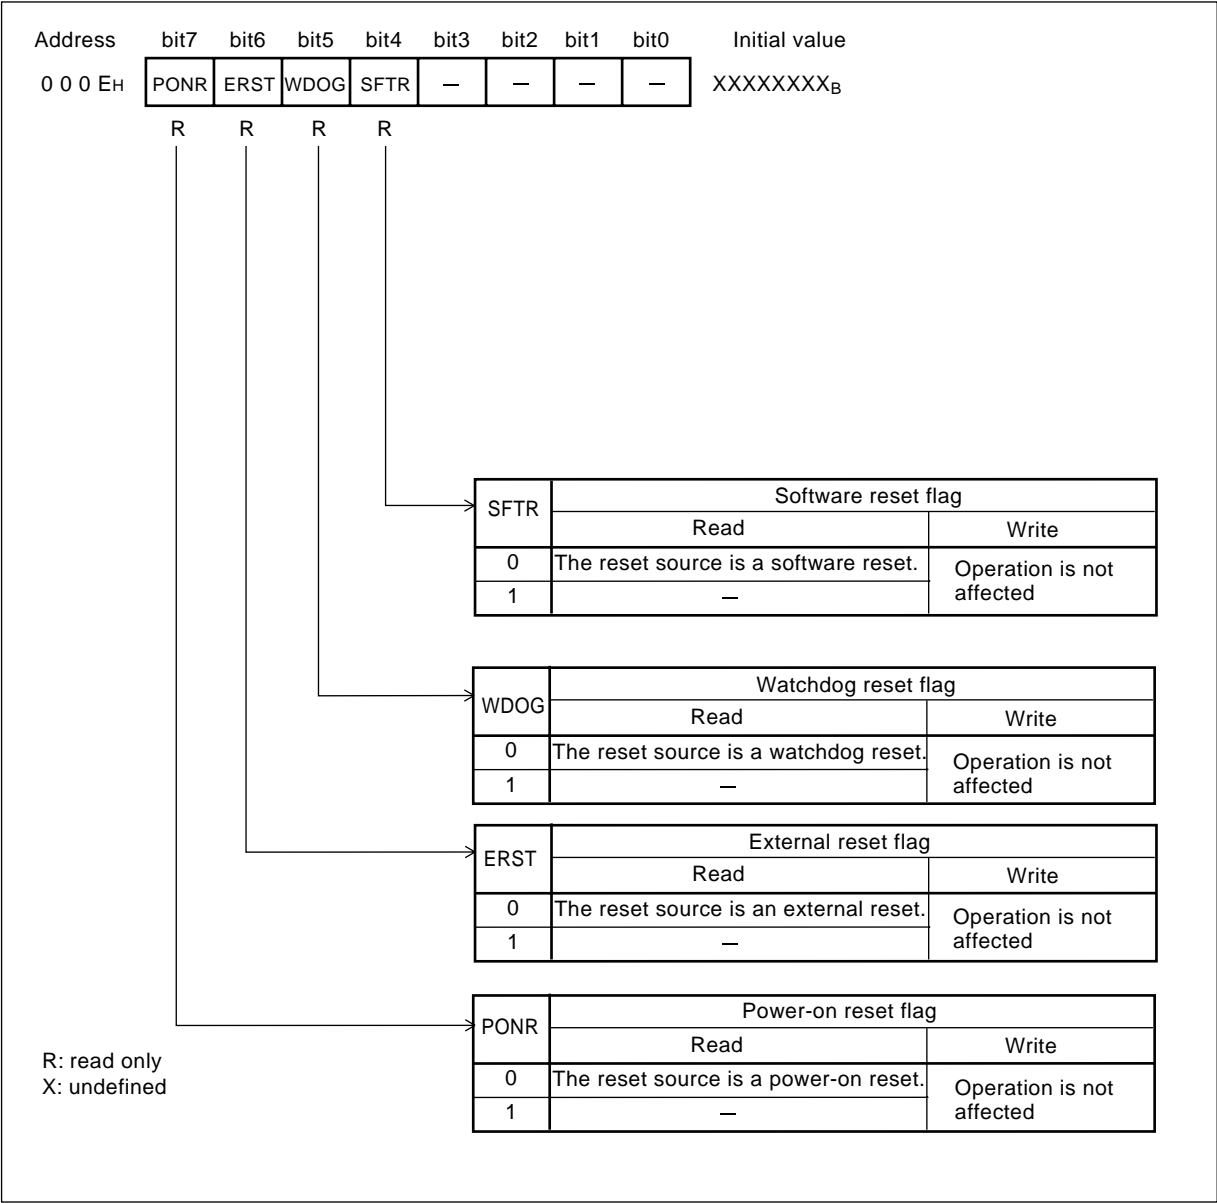 Address bit7 bit6 bit5 bit4 bit3 bit2 bit1 bit0 Initial value
0 0 0 EH PONR ERST WDOG SFTR – – – – XXXXXXXXB
R R R R
SFTR Software reset flag
Read Write
0 The reset source is a software reset. Operation is not
1 – affected
WDOG Watchdog reset flag
Read Write
0 The reset source is a watchdog reset. Operation is not
1 – affected
ERST External reset flag
Read Write
0 The reset source is an external reset. Operation is not
1 – affected
PONR Power-on reset flag
Read Write
0 The reset source is a power-on reset. Operation is not
1 – affected
R: read only
X: undefined